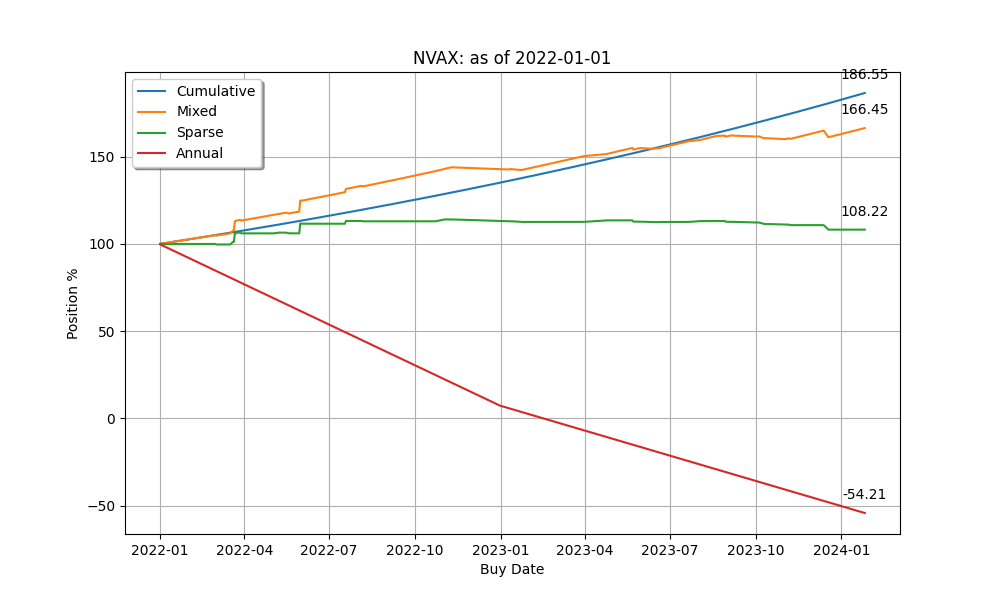 NVAX: as of 2022-01-01
Cumulative
Mixed
Sparse
Annual
186.55
166.45
108.22
-54.21
150
100
50
0
−50
Position %
2022-01 2022-04 2022-07 2022-10 2023-01 2023-04 2023-07 2023-10 2024-01
Buy Date